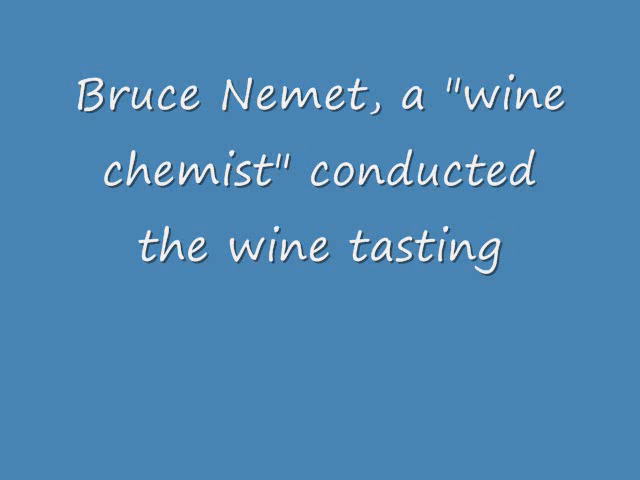 Bruce Nemet, a "wine
chemist" conducted
the wine tasting